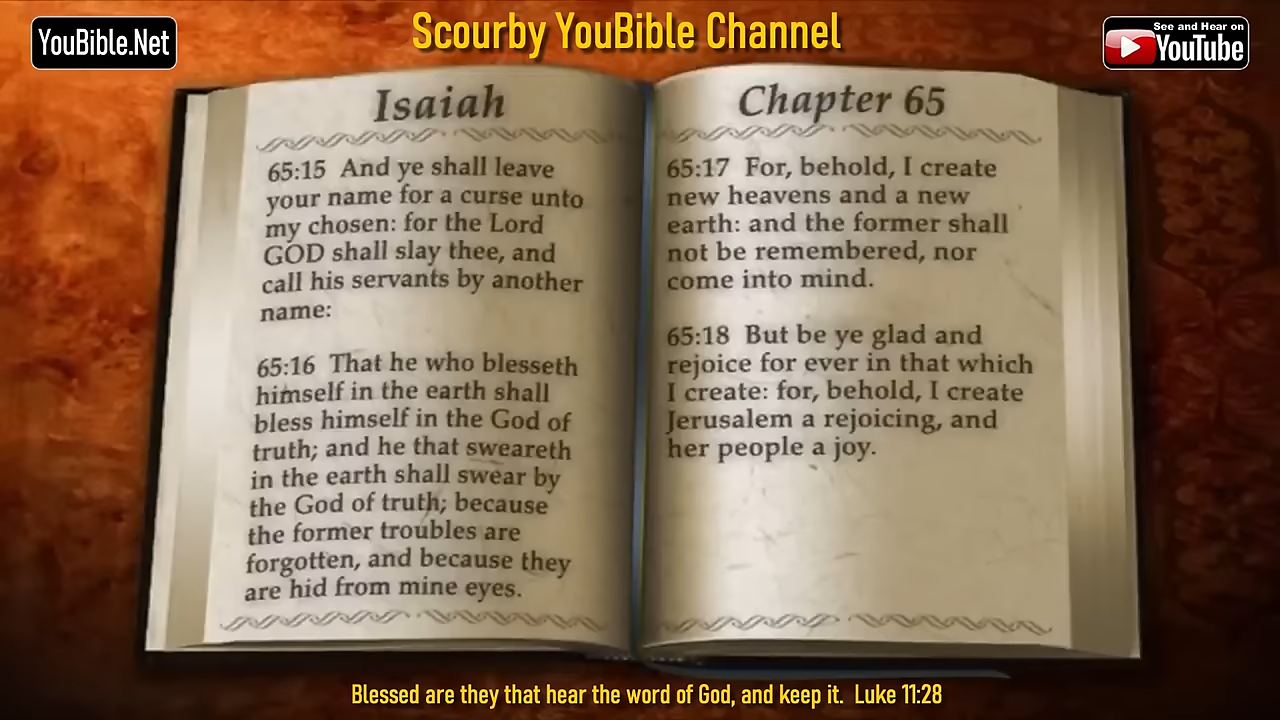 YouBible.Net
Scourby YouBible Channel
See and Hear on
YouTube
Isaiah
65:15 And ye shall leave
your name for a curse unto
my chosen: for the Lord
GOD shall slay thee, and
call his servants by another
name:
65:16 That he who blesseth
himself in the earth shall
bless himself in the God of
truth; and he that sweareth
in the earth shall swear by
the God of truth; because
the former troubles are
forgotten, and because they
are hid from mine eyes.
Chapter 65
65:17 For, behold, I create
new heavens and a new
earth: and the former shall
not be remembered, nor
come into mind.
65:18 But be ye glad and
rejoice for ever in that which
I create: for, behold, I create
Jerusalem a rejoicing, and
her people a joy.
Blessed are they that hear the word of God, and keep it. Luke 11:28